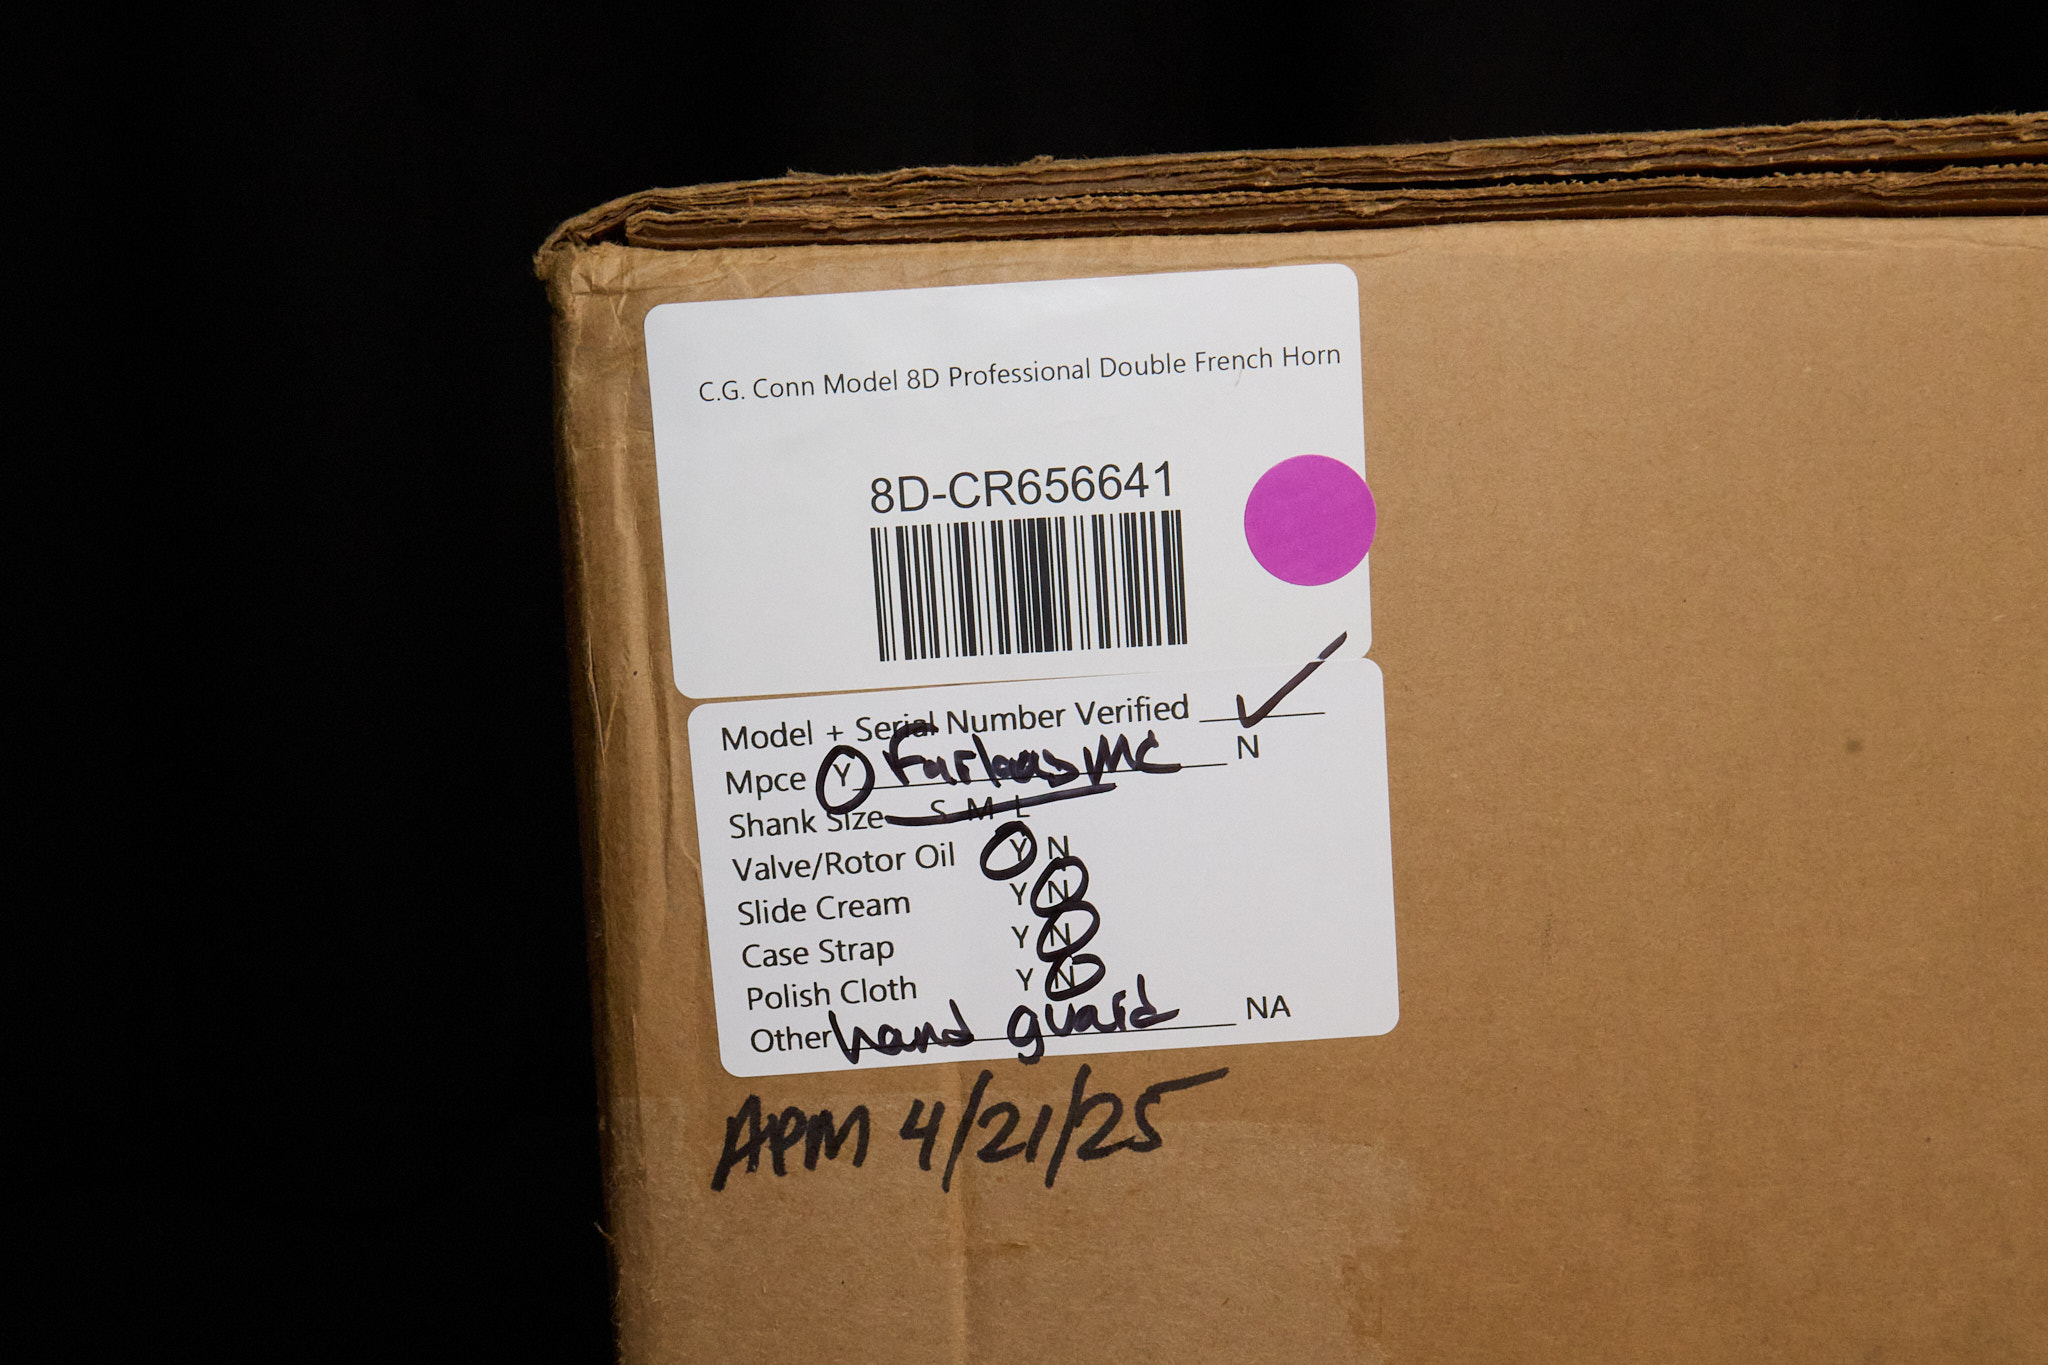 C.G. Conn Model 8D Professional Double French Horn
8D-CR656641
Model + Serial Number Verified ✓
Mpce Y MC N
Shank Size S M L
Valve/Rotor Oil Y N
Slide Cream Y N
Case Strap Y N
Polish Cloth Y N
Other hand guard NA
APM 4/21/25